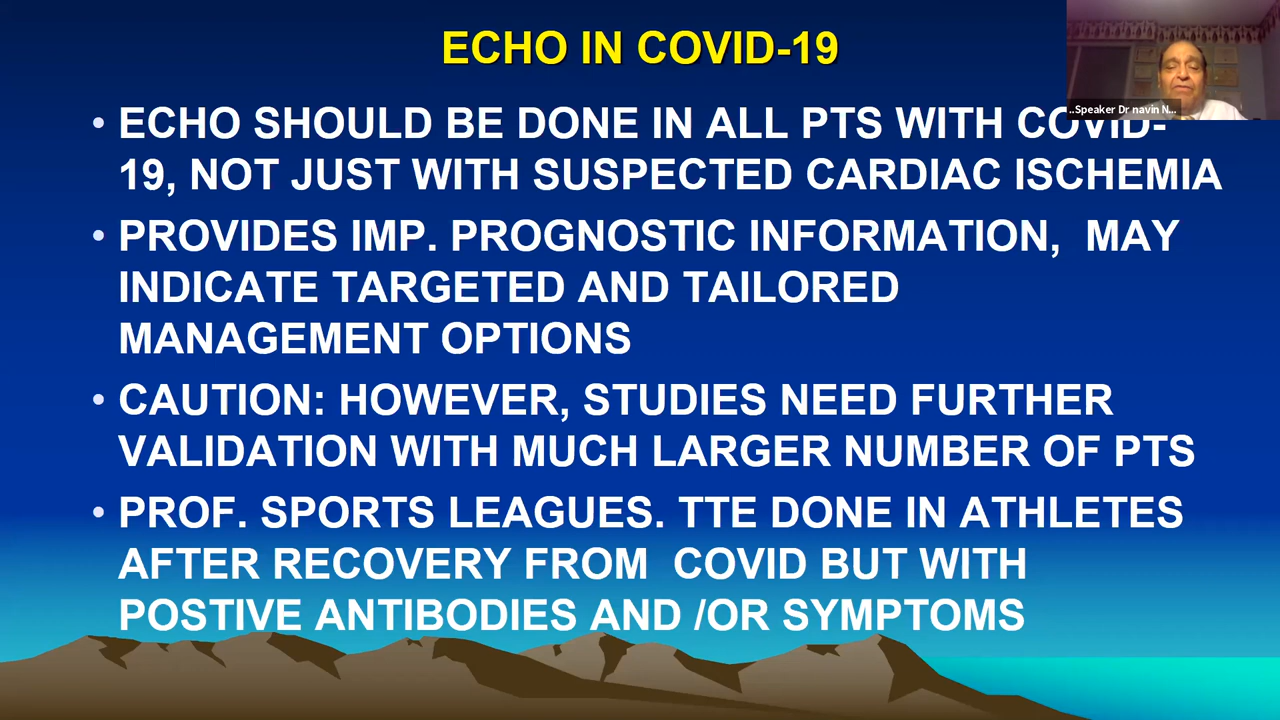 ECHO IN COVID-19
..Speaker Dr navin N...
• ECHO SHOULD BE DONE IN ALL PTS WITH COVID-
19, NOT JUST WITH SUSPECTED CARDIAC ISCHEMIA
• PROVIDES IMP. PROGNOSTIC INFORMATION,  MAY
INDICATE TARGETED AND TAILORED
MANAGEMENT OPTIONS
• CAUTION: HOWEVER, STUDIES NEED FURTHER
VALIDATION WITH MUCH LARGER NUMBER OF PTS
• PROF. SPORTS LEAGUES. TTE DONE IN ATHLETES
AFTER RECOVERY FROM  COVID BUT WITH
POSTIVE ANTIBODIES AND /OR SYMPTOMS